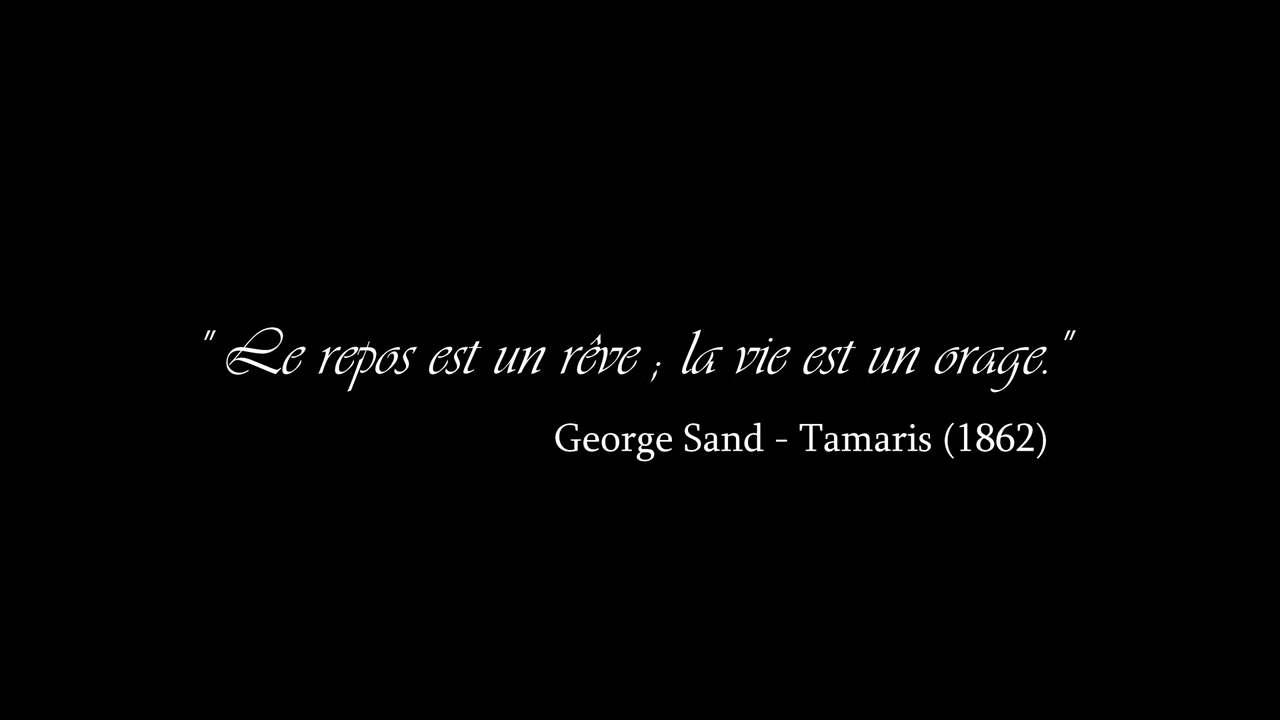 " Le repos est un rêve ; la vie est un orage."
George Sand - Tamaris (1862)